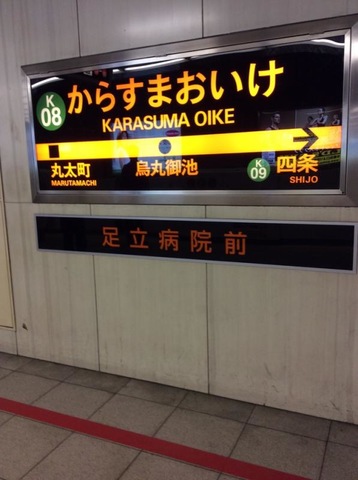 K
08
からすまおいけ
KARASUMA OIKE
丸太町
MARUTAMACHI
烏丸御池
K
09
四条
SHIJO
足立病院前